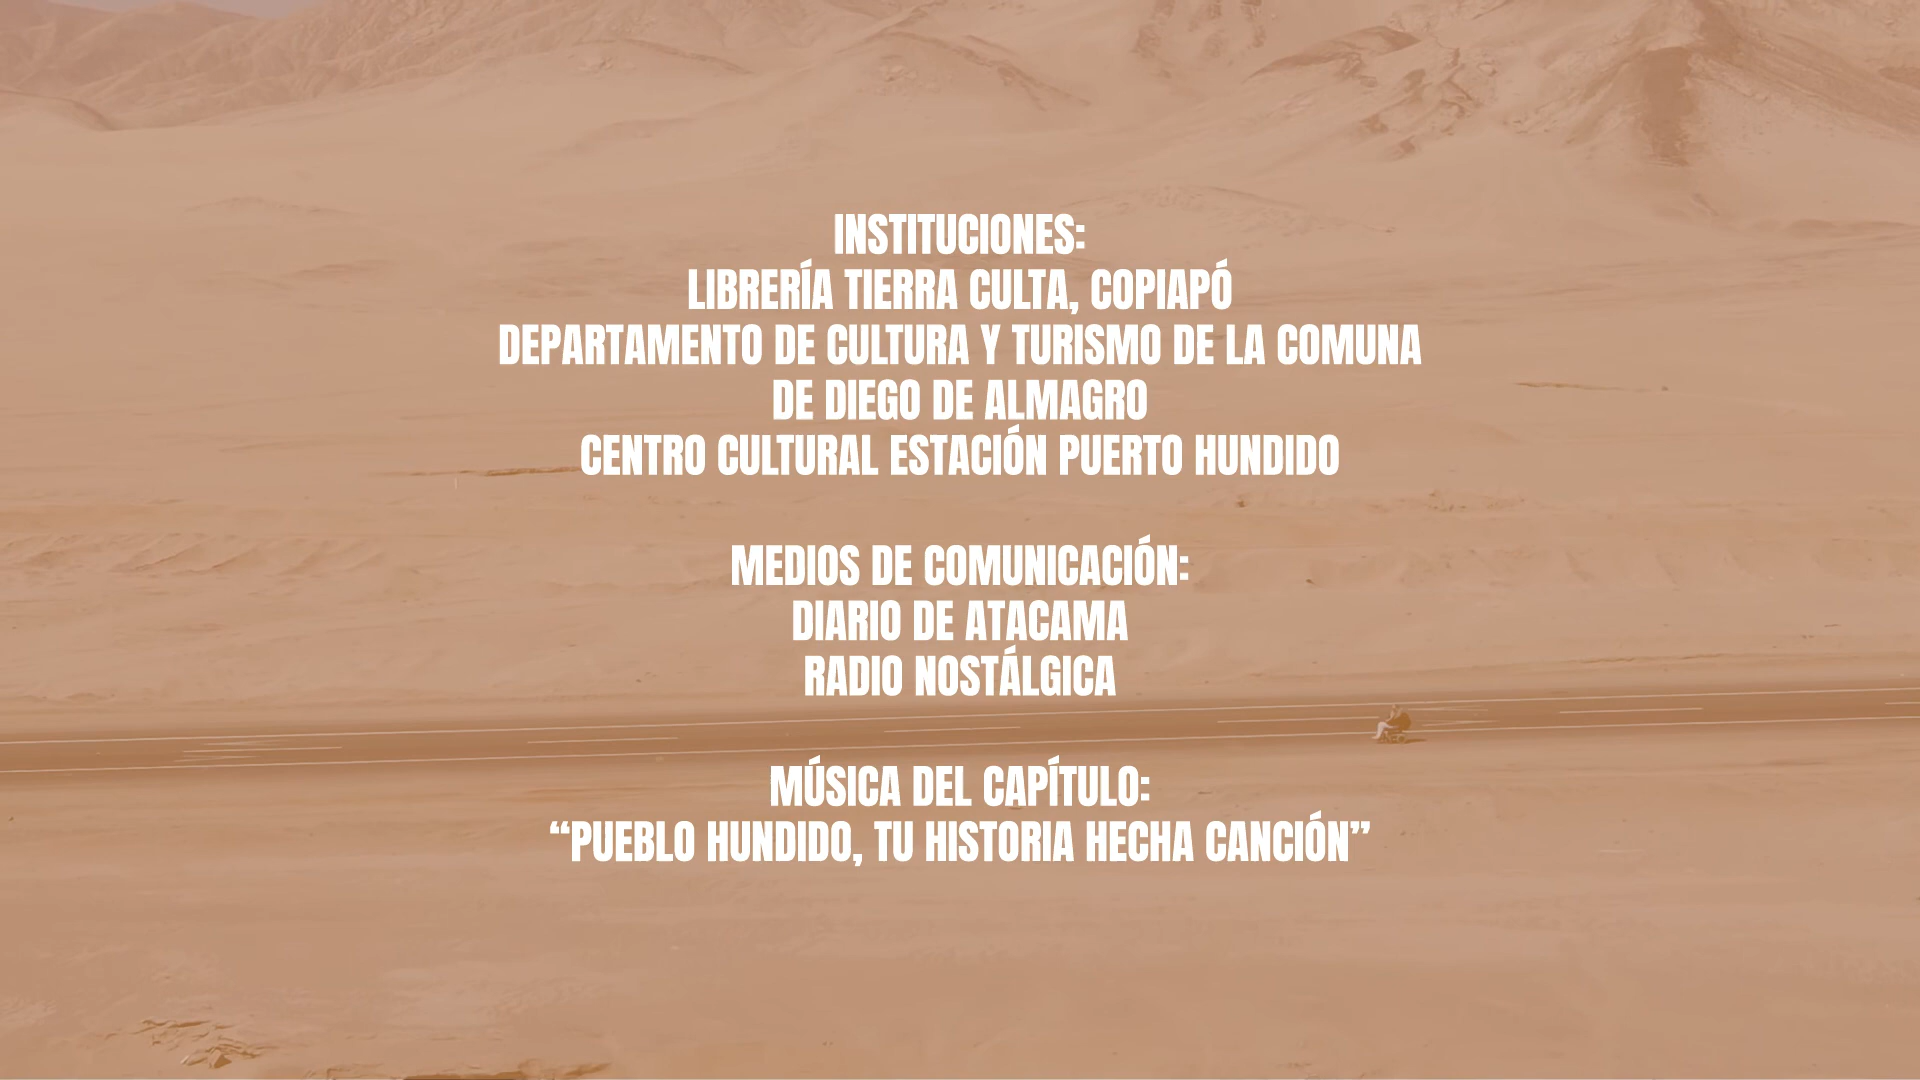 INSTITUCIONES:
LIBRERÍA TIERRA CULTA, COPIAPÓ
DEPARTAMENTO DE CULTURA Y TURISMO DE LA COMUNA
DE DIEGO DE ALMAGRO
CENTRO CULTURAL ESTACIÓN PUERTO HUNDIDO
MEDIOS DE COMUNICACIÓN:
DIARIO DE ATACAMA
RADIO NOSTÁLGICA
MÚSICA DEL CAPÍTULO:
“PUEBLO HUNDIDO, TU HISTORIA HECHA CANCIÓN”